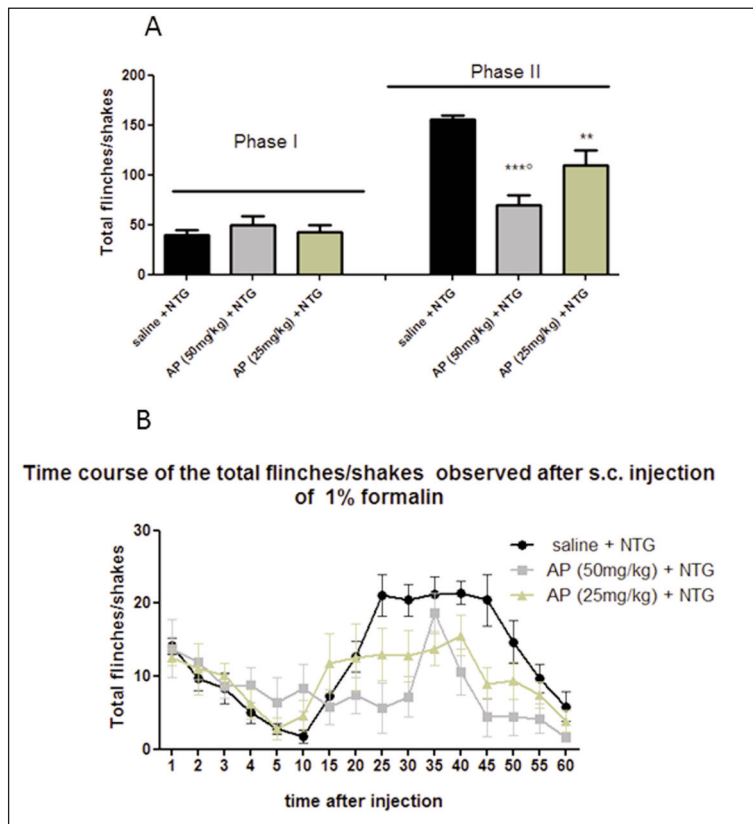 A
Phase II
Phase I
Total flinches/shakes
200
150
100
50
0
***°
**
saline + NTG
AP (50mg/kg) + NTG
AP (25mg/kg) + NTG
saline + NTG
AP (50mg/kg) + NTG
AP (25mg/kg) + NTG
B
Time course of the total flinches/shakes observed after s.c. injection
of 1% formalin
Total flinches/shakes
30
20
10
0
saline + NTG
AP (50mg/kg) + NTG
AP (25mg/kg) + NTG
1 2 3 4 5 10 15 20 25 30 35 40 45 50 55 60
time after injection